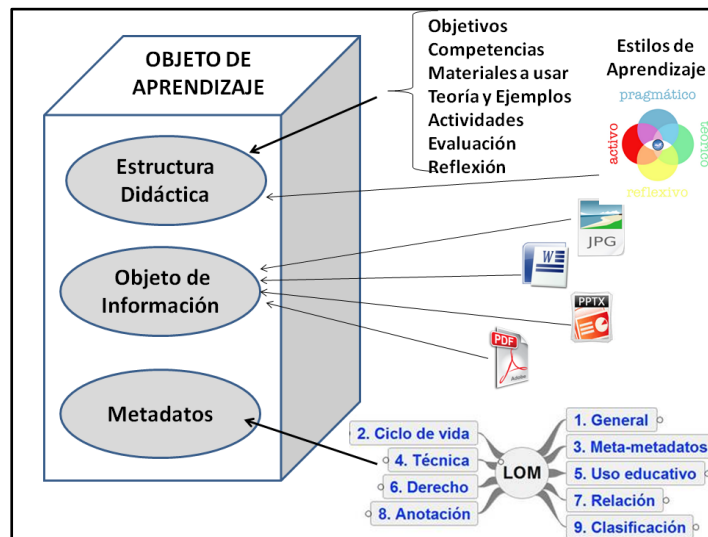 OBJETO DE
APRENDIZAJE
Estructura
Didáctica
Objeto de
Información
Metadatos
Objetivos
Competencias
Materiales a usar
Teoría y Ejemplos
Actividades
Evaluación
Reflexión
Estilos de
Aprendizaje
pragmático
activo
teórico
reflexivo
JPG
W
PPTX
PDF
Adobe
LOM
1. General
2. Ciclo de vida
3. Meta-metadatos
4. Técnica
5. Uso educativo
6. Derecho
7. Relación
8. Anotación
9. Clasificación